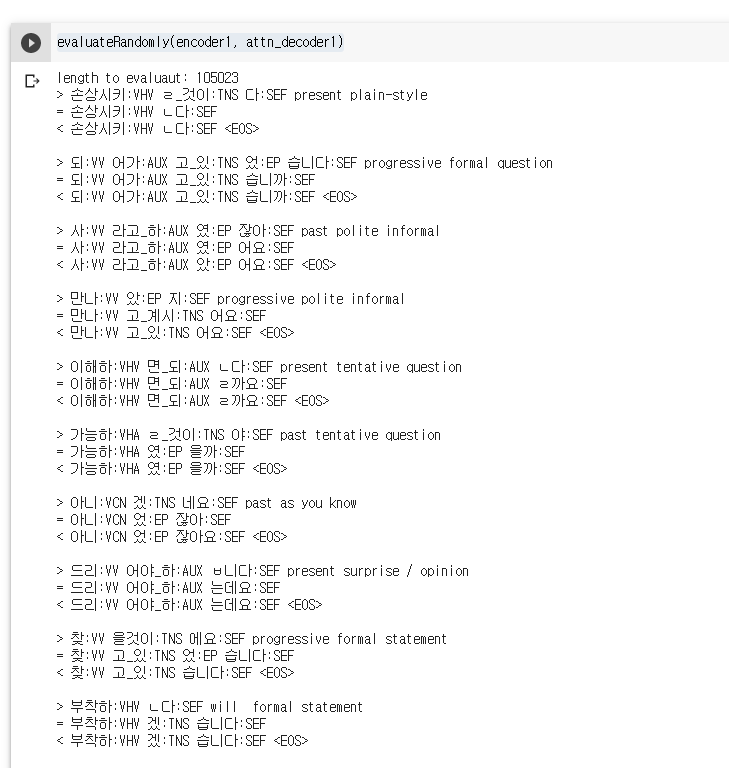 evaluateRandomly(encoder1, attn_decoder1)
length to evaluaut: 105023
> 손상시키:VHV ㄹ_것이:TNS 다:SEF present plain-style
= 손상시키:VHV ㄴ다:SEF
< 손상시키:VHV ㄴ다:SEF <EOS>
> 되:VV 어가:AUX 고_있:TNS 었:EP 습니다:SEF progressive formal question
= 되:VV 어가:AUX 고_있:TNS 습니까:SEF
< 되:VV 어가:AUX 고_있:TNS 습니까:SEF <EOS>
> 사:VV 라고_하:AUX 였:EP 잖아:SEF past polite informal
= 사:VV 라고_하:AUX 였:EP 어요:SEF
< 사:VV 라고_하:AUX 았:EP 어요:SEF <EOS>
> 만나:VV 았:EP 지:SEF progressive polite informal
= 만나:VV 고_계시:TNS 어요:SEF
< 만나:VV 고_있:TNS 어요:SEF <EOS>
> 이해하:VHV 면_되:AUX ㄴ다:SEF present tentative question
= 이해하:VHV 면_되:AUX ㄹ까요:SEF
< 이해하:VHV 면_되:AUX ㄹ까요:SEF <EOS>
> 가능하:VHA ㄹ_것이:TNS 야:SEF past tentative question
= 가능하:VHA 였:EP 을까:SEF
< 가능하:VHA 였:EP 을까:SEF <EOS>
> 아니:VCN 겠:TNS 네요:SEF past as you know
= 아니:VCN 었:EP 잖아:SEF
< 아니:VCN 었:EP 잖아요:SEF <EOS>
> 드리:VV 어야_하:AUX ㅂ니다:SEF present surprise / opinion
= 드리:VV 어야_하:AUX 는데요:SEF
< 드리:VV 어야_하:AUX 는데요:SEF <EOS>
> 찾:VV 을것이:TNS 에요:SEF progressive formal statement
= 찾:VV 고_있:TNS 었:EP 습니다:SEF
< 찾:VV 고_있:TNS 습니다:SEF <EOS>
> 부착하:VHV ㄴ다:SEF will  formal statement
= 부착하:VHV 겠:TNS 습니다:SEF
< 부착하:VHV 겠:TNS 습니다:SEF <EOS>